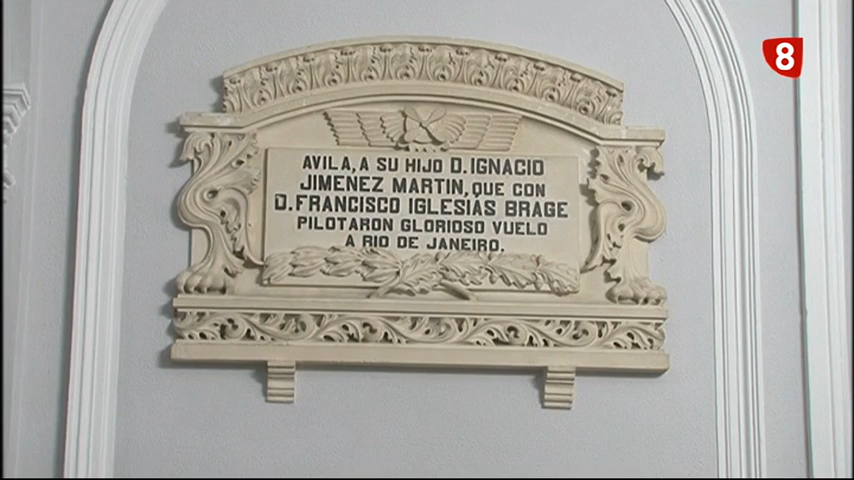 8
AVILA, A SU HIJO D. IGNACIO
JIMENEZ MARTIN, QUE CON
D. FRANCISCO IGLESIAS BRAGE
PILOTARON GLORIOSO VUELO
A RIO DE JANEIRO.